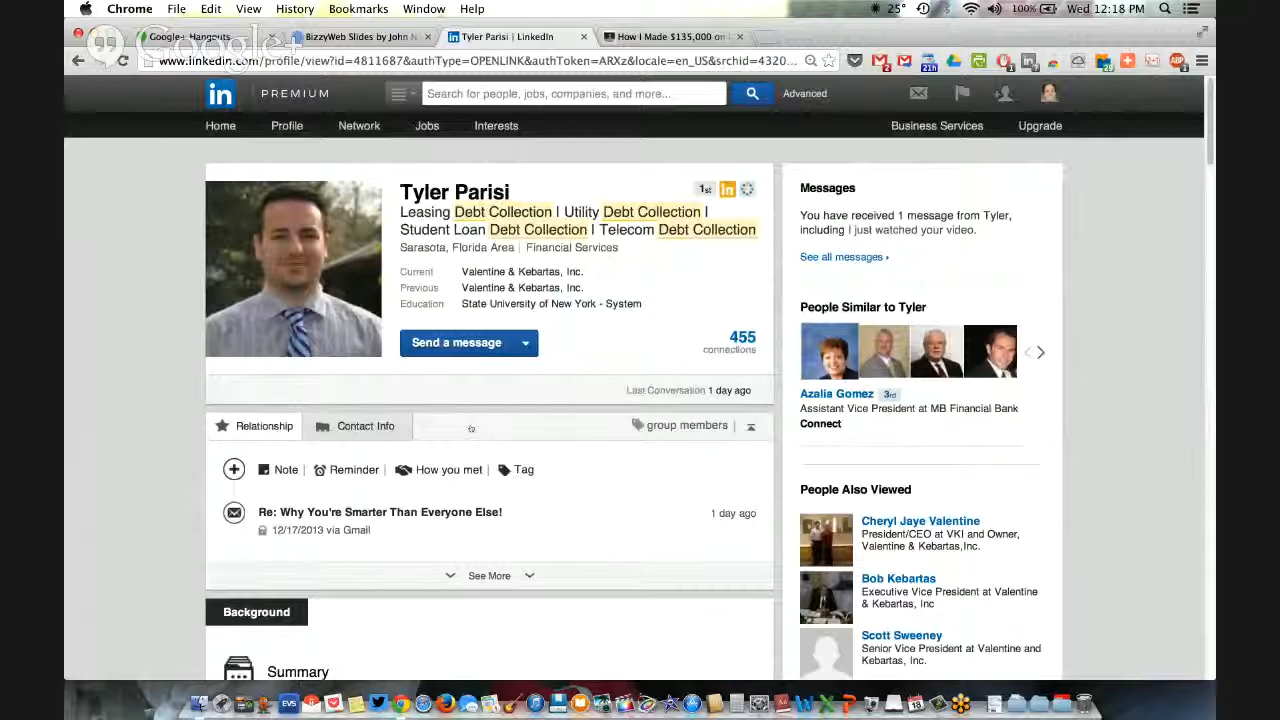 Chrome File Edit View History Bookmarks Window Help
25° 100% Wed 12:18 PM
Google+ Hangouts
BizzyWeb Slides by John N
Tyler Parisi | LinkedIn
How I Made $135,000 on
Google+
www.linkedin.com/profile/view?id=4811687&authType=OPENLINK&authToken=ARXz&locale=en_US&srchid=4320...
in PREMIUM Search for people, jobs, companies, and more... Advanced
Home Profile Network Jobs Interests Business Services Upgrade
Tyler Parisi
1st in
Leasing Debt Collection | Utility Debt Collection |
Student Loan Debt Collection | Telecom Debt Collection
Sarasota, Florida Area | Financial Services
Current Valentine & Kebartas, Inc.
Previous Valentine & Kebartas, Inc.
Education State University of New York - System
Send a message
455
connections
Last Conversation 1 day ago
Relationship Contact Info group members
Note | Reminder | How you met | Tag
Re: Why You're Smarter Than Everyone Else! 1 day ago
12/17/2013 via Gmail
See More
Background
Summary
Messages
You have received 1 message from Tyler,
including I just watched your video.
See all messages
People Similar to Tyler
Azalia Gomez 3rd
Assistant Vice President at MB Financial Bank
Connect
People Also Viewed
Cheryl Jaye Valentine
President/CEO at VKI and Owner,
Valentine & Kebartas,Inc.
Bob Kebartas
Executive Vice President at Valentine
& Kebartas, Inc
Scott Sweeney
Senior Vice President at Valentine and
Kebartas, Inc.
EVS
18